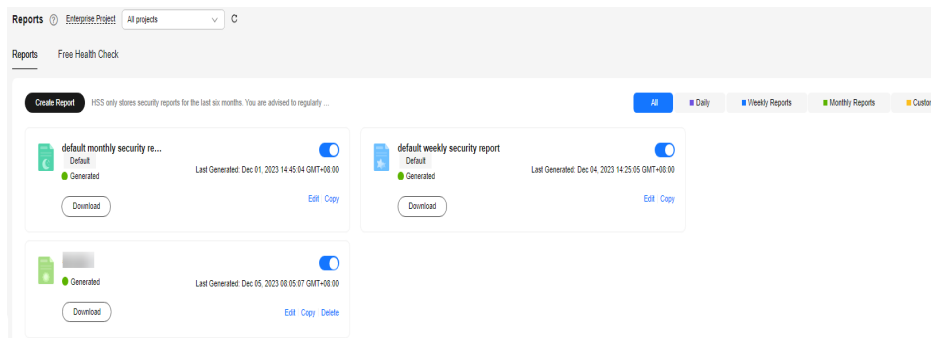 Reports ? Enterprise Project All projects
Reports Free Health Check
Create Report HSS only stores security reports for the last six months. You are advised to regularly ... All Daily Weekly Reports Monthly Reports Custom
default monthly security re... default weekly security report
Default Default
Generated Last Generated: Dec 01, 2023 14:45:04 GMT+08:00 Generated Last Generated: Dec 04, 2023 14:25:05 GMT+08:00
Download Edit Copy Download Edit Copy
Generated Last Generated: Dec 05, 2023 08:05:07 GMT+08:00
Download Edit Copy Delete